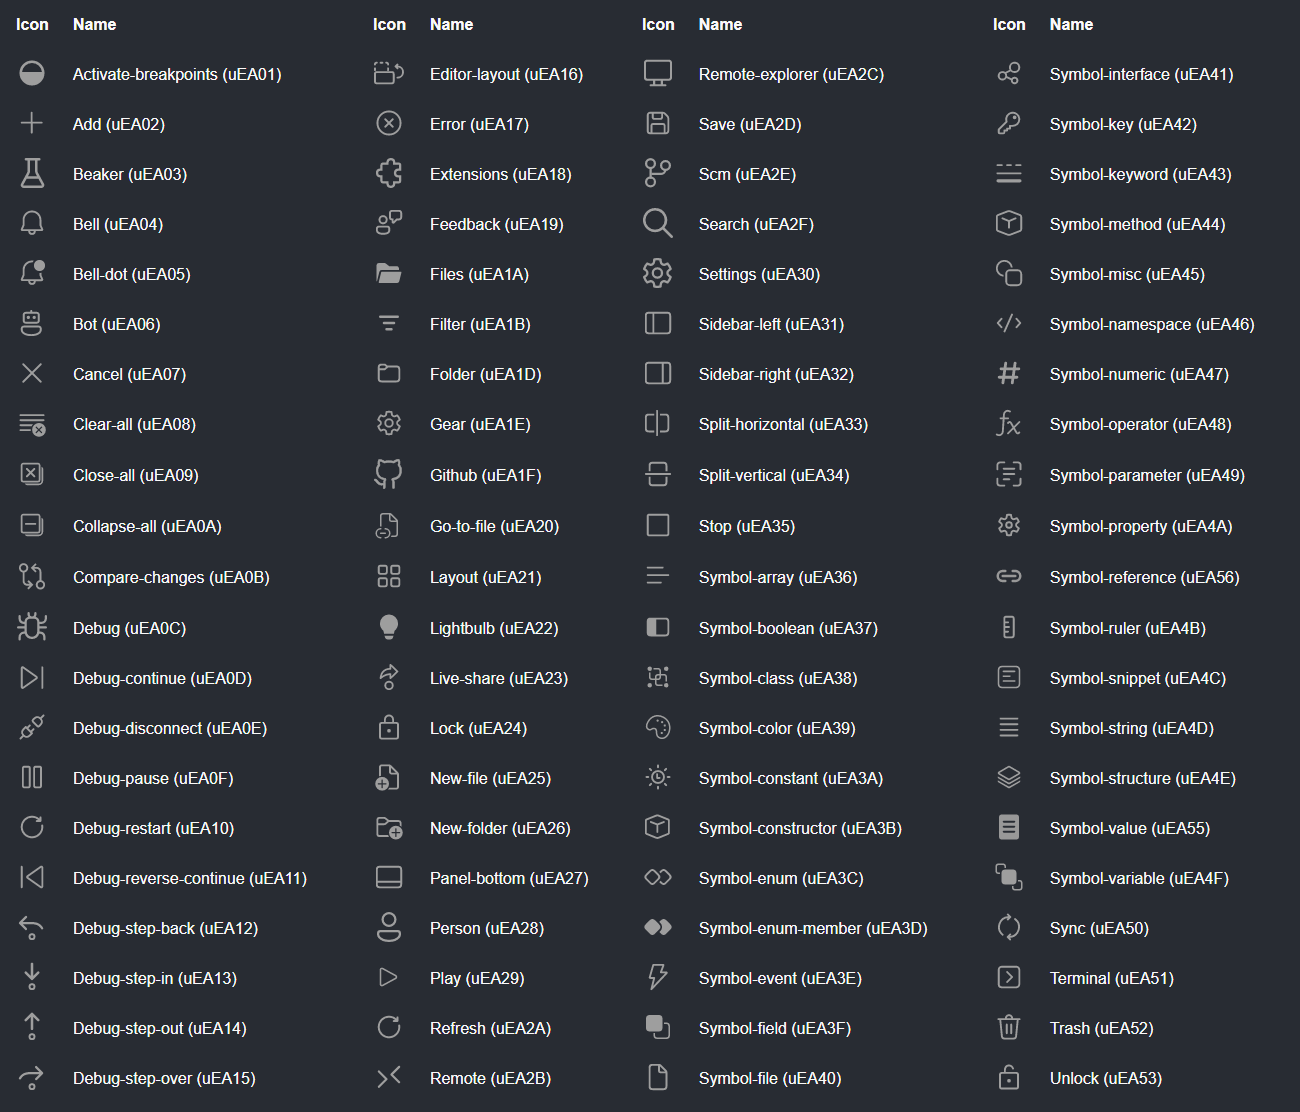 Icon Name Icon Name Icon Name Icon Name
Activate-breakpoints (uEA01) Editor-layout (uEA16) Remote-explorer (uEA2C) Symbol-interface (uEA41)
Add (uEA02) Error (uEA17) Save (uEA2D) Symbol-key (uEA42)
Beaker (uEA03) Extensions (uEA18) Scm (uEA2E) Symbol-keyword (uEA43)
Bell (uEA04) Feedback (uEA19) Search (uEA2F) Symbol-method (uEA44)
Bell-dot (uEA05) Files (uEA1A) Settings (uEA30) Symbol-misc (uEA45)
Bot (uEA06) Filter (uEA1B) Sidebar-left (uEA31) Symbol-namespace (uEA46)
Cancel (uEA07) Folder (uEA1D) Sidebar-right (uEA32) Symbol-numeric (uEA47)
Clear-all (uEA08) Gear (uEA1E) Split-horizontal (uEA33) Symbol-operator (uEA48)
Close-all (uEA09) Github (uEA1F) Split-vertical (uEA34) Symbol-parameter (uEA49)
Collapse-all (uEA0A) Go-to-file (uEA20) Stop (uEA35) Symbol-property (uEA4A)
Compare-changes (uEA0B) Layout (uEA21) Symbol-array (uEA36) Symbol-reference (uEA56)
Debug (uEA0C) Lightbulb (uEA22) Symbol-boolean (uEA37) Symbol-ruler (uEA4B)
Debug-continue (uEA0D) Live-share (uEA23) Symbol-class (uEA38) Symbol-snippet (uEA4C)
Debug-disconnect (uEA0E) Lock (uEA24) Symbol-color (uEA39) Symbol-string (uEA4D)
Debug-pause (uEA0F) New-file (uEA25) Symbol-constant (uEA3A) Symbol-structure (uEA4E)
Debug-restart (uEA10) New-folder (uEA26) Symbol-constructor (uEA3B) Symbol-value (uEA55)
Debug-reverse-continue (uEA11) Panel-bottom (uEA27) Symbol-enum (uEA3C) Symbol-variable (uEA4F)
Debug-step-back (uEA12) Person (uEA28) Symbol-enum-member (uEA3D) Sync (uEA50)
Debug-step-in (uEA13) Play (uEA29) Symbol-event (uEA3E) Terminal (uEA51)
Debug-step-out (uEA14) Refresh (uEA2A) Symbol-field (uEA3F) Trash (uEA52)
Debug-step-over (uEA15) Remote (uEA2B) Symbol-file (uEA40) Unlock (uEA53)